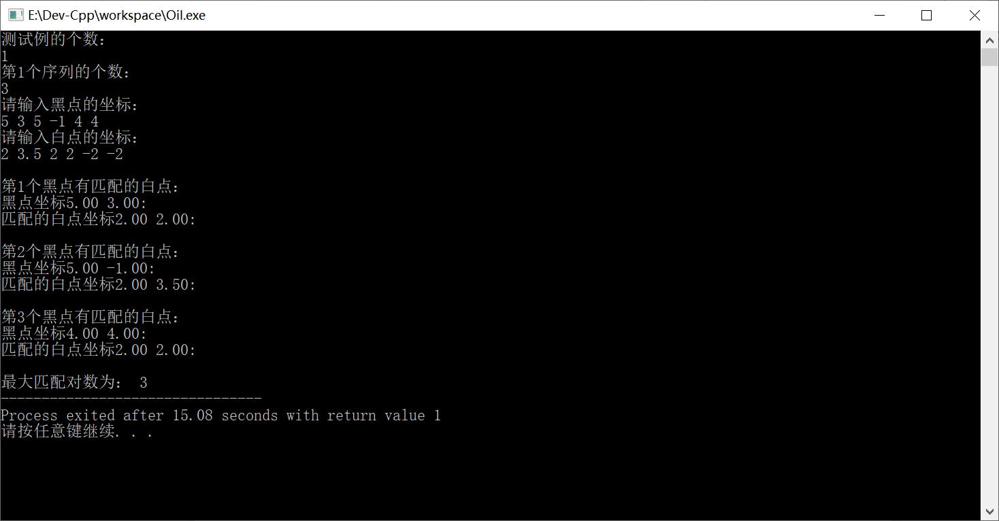 E:\Dev-Cpp\workspace\Oil.exe
测试例的个数:
1
第1个序列的个数:
3
请输入黑点的坐标:
5 3 5 -1 4 4
请输入白点的坐标:
2 3.5 2 2 -2 -2
第1个黑点有匹配的白点:
黑点坐标5.00 3.00:
匹配的白点坐标2.00 2.00:
第2个黑点有匹配的白点:
黑点坐标5.00 -1.00:
匹配的白点坐标2.00 3.50:
第3个黑点有匹配的白点:
黑点坐标4.00 4.00:
匹配的白点坐标2.00 2.00:
最大匹配对数为: 3
--------------------------------
Process exited after 15.08 seconds with return value 1
请按任意键继续. . .